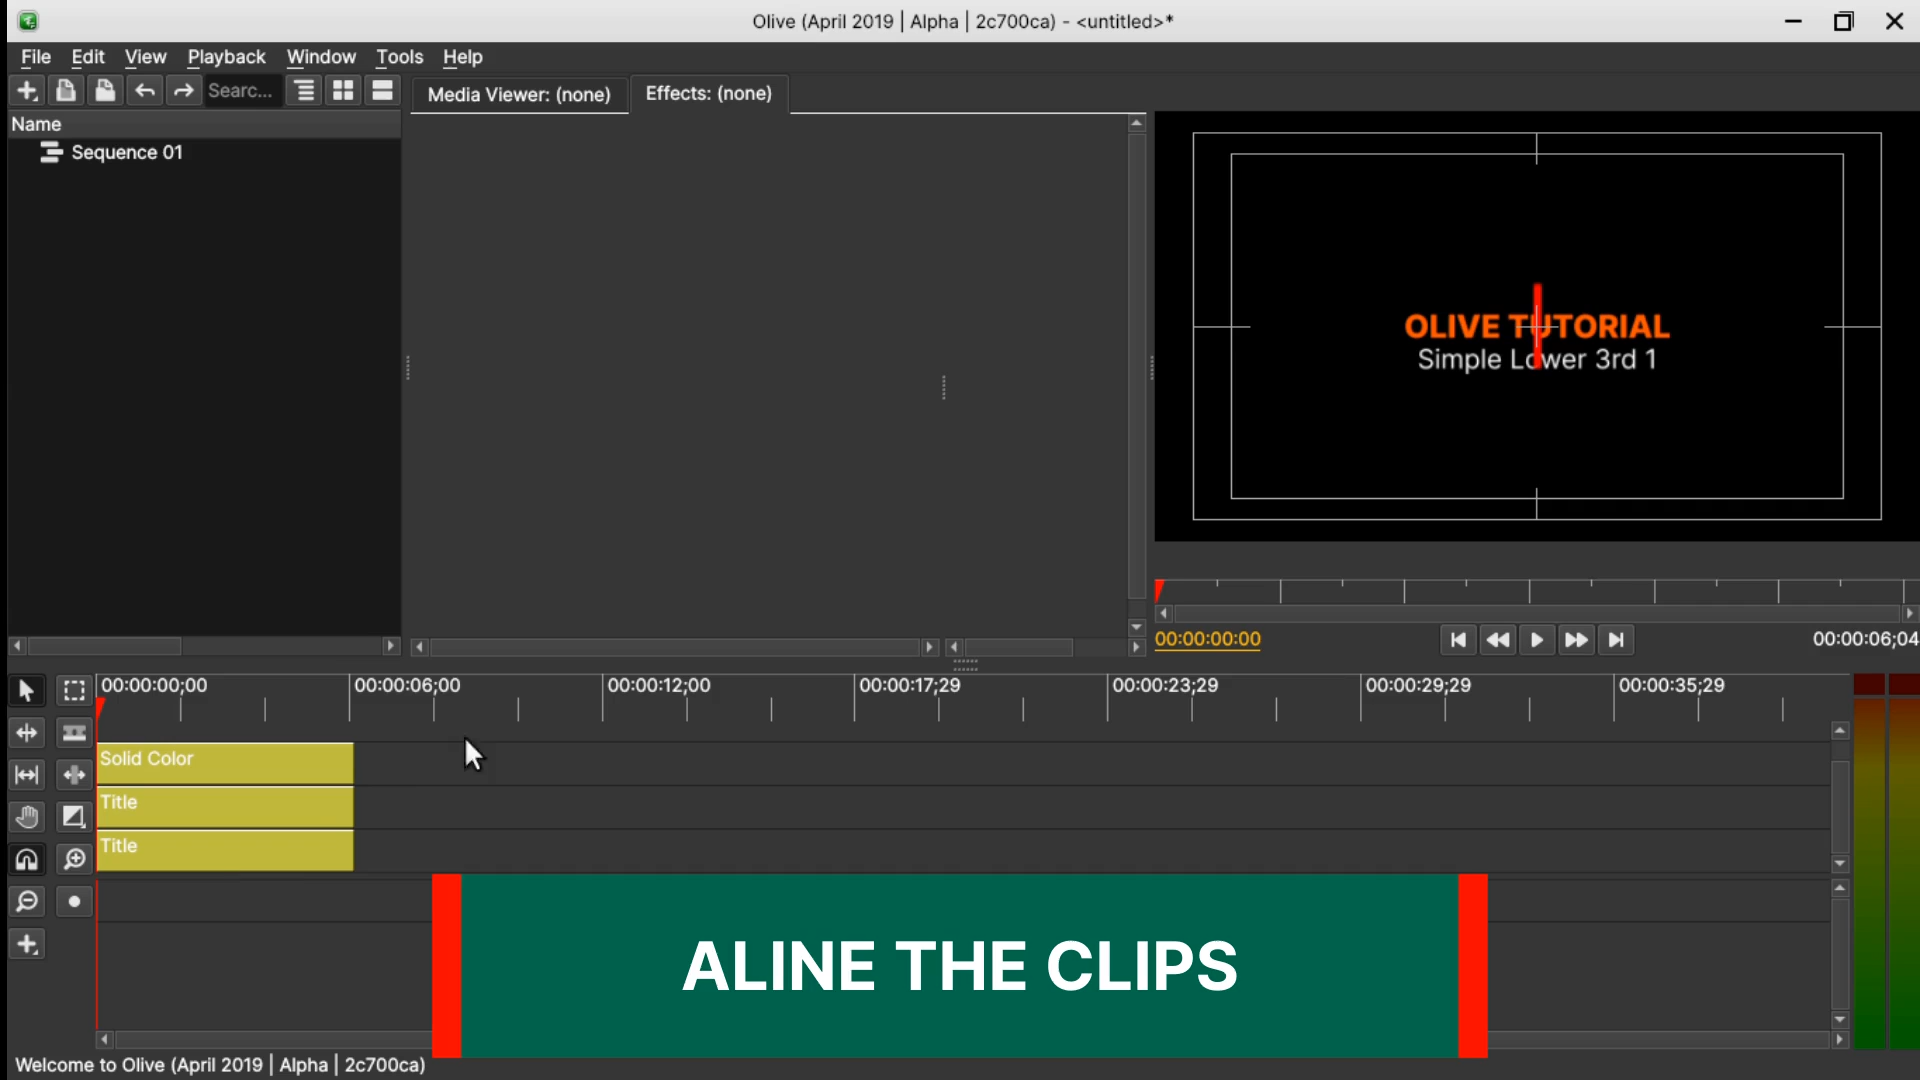 Olive (April 2019 | Alpha | 2c700ca) - <untitled>*
File Edit View Playback Window Tools Help
Searc...
Media Viewer: (none)
Effects: (none)
Name
Sequence 01
OLIVE TUTORIAL
Simple Lower 3rd 1
00:00:00:00
00:00:06;04
00:00:00;00
00:00:06;00
00:00:12;00
00:00:17;29
00:00:23;29
00:00:29;29
00:00:35;29
Solid Color
Title
Title
ALINE THE CLIPS
Welcome to Olive (April 2019 | Alpha | 2c700ca)